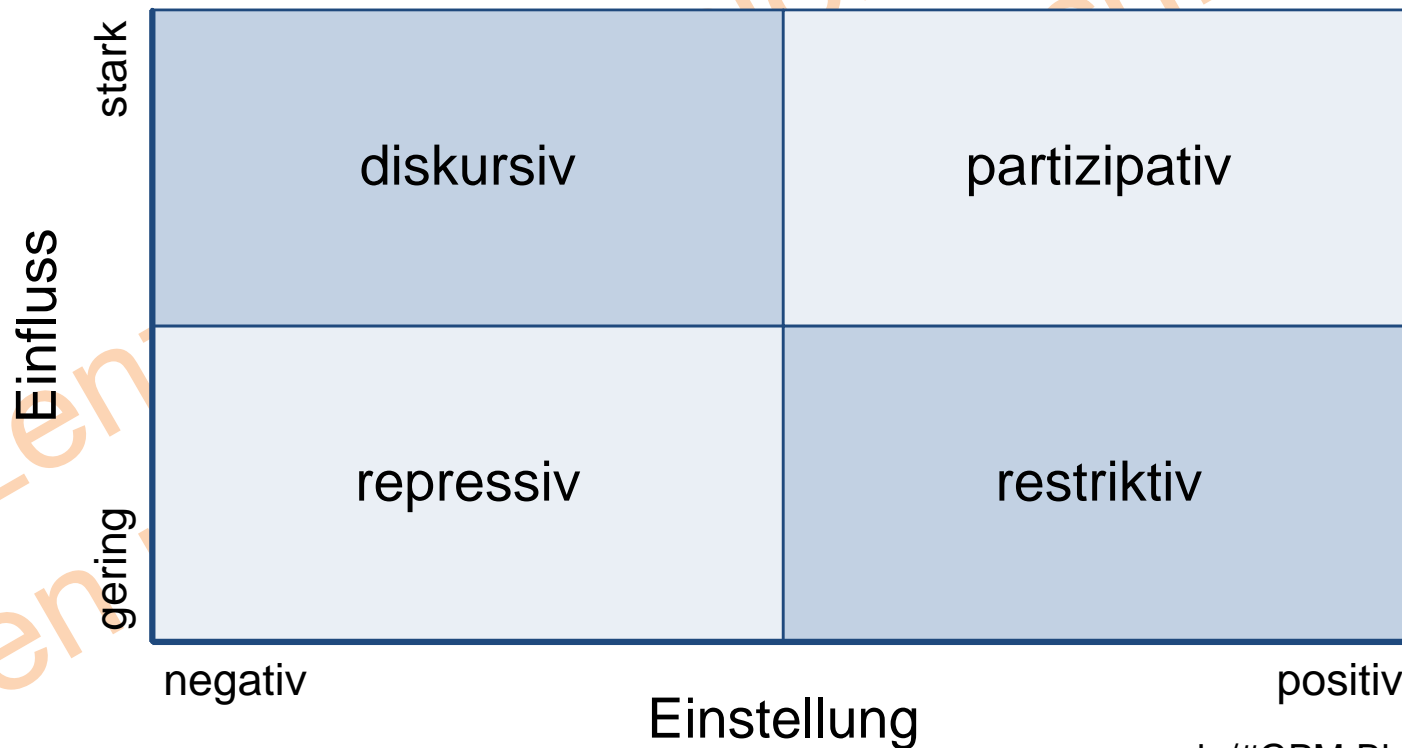 stark
diskursiv
partizipativ
Einfluss
repressiv
restriktiv
gering
negativ
positiv
Einstellung